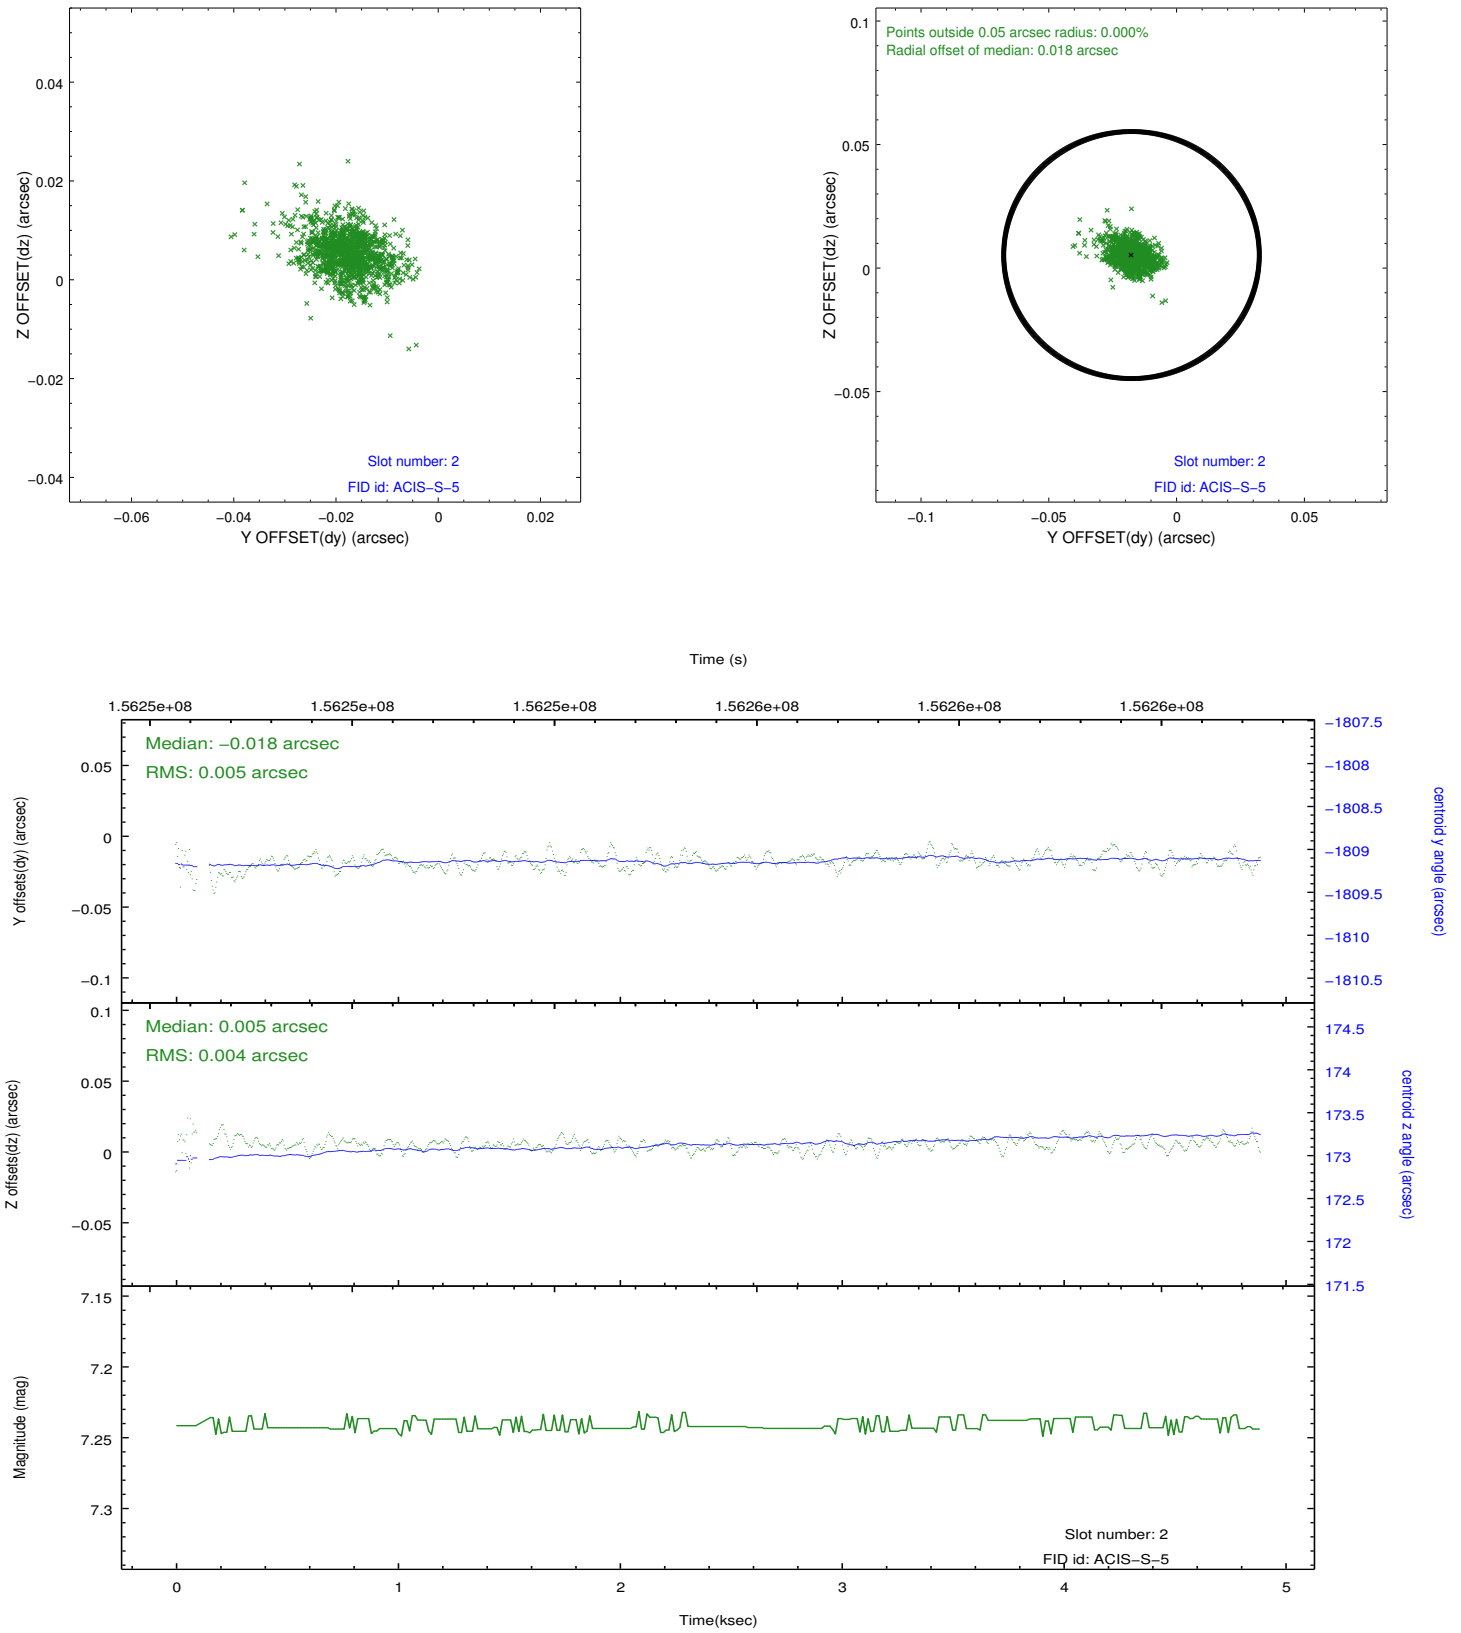 0.04
0.02
0
−0.02
−0.04
Z OFFSET(dz) (arcsec)
Slot number: 2
FID id: ACIS−S−5
−0.06
−0.04
−0.02
0
0.02
Y OFFSET(dy) (arcsec)
Points outside 0.05 arcsec radius: 0.000%
Radial offset of median: 0.018 arcsec
0.1
0.05
0
−0.05
Z OFFSET(dz) (arcsec)
Slot number: 2
FID id: ACIS−S−5
−0.1
−0.05
0
0.05
Y OFFSET(dy) (arcsec)
Time (s)
1.5625e+08
1.5625e+08
1.5625e+08
1.5626e+08
1.5626e+08
1.5626e+08
Median: −0.018 arcsec
RMS: 0.005 arcsec
0.05
0
−0.05
−0.1
Y offsets(dy) (arcsec)
−1807.5
−1808
−1808.5
−1809
−1809.5
−1810
−1810.5
centroid y angle (arcsec)
Median: 0.005 arcsec
RMS: 0.004 arcsec
0.1
0.05
0
−0.05
Z offsets(dz) (arcsec)
174.5
174
173.5
173
172.5
172
171.5
centroid z angle (arcsec)
7.15
7.2
7.25
7.3
Magnitude (mag)
Slot number: 2
FID id: ACIS−S−5
0
1
2
3
4
5
Time(ksec)